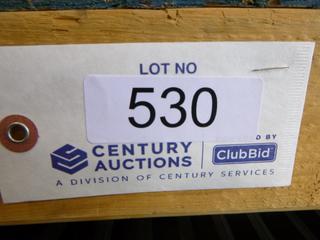 LOT NO
530
CENTURY
AUCTIONS
D BY
ClubBid
A DIVISION OF CENTURY SERVICES